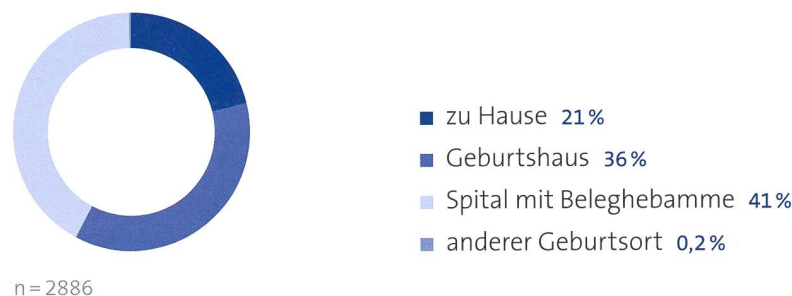 zu Hause 21%
Geburtshaus 36%
Spital mit Beleghebamme 41%
anderer Geburtsort 0,2%
n = 2886